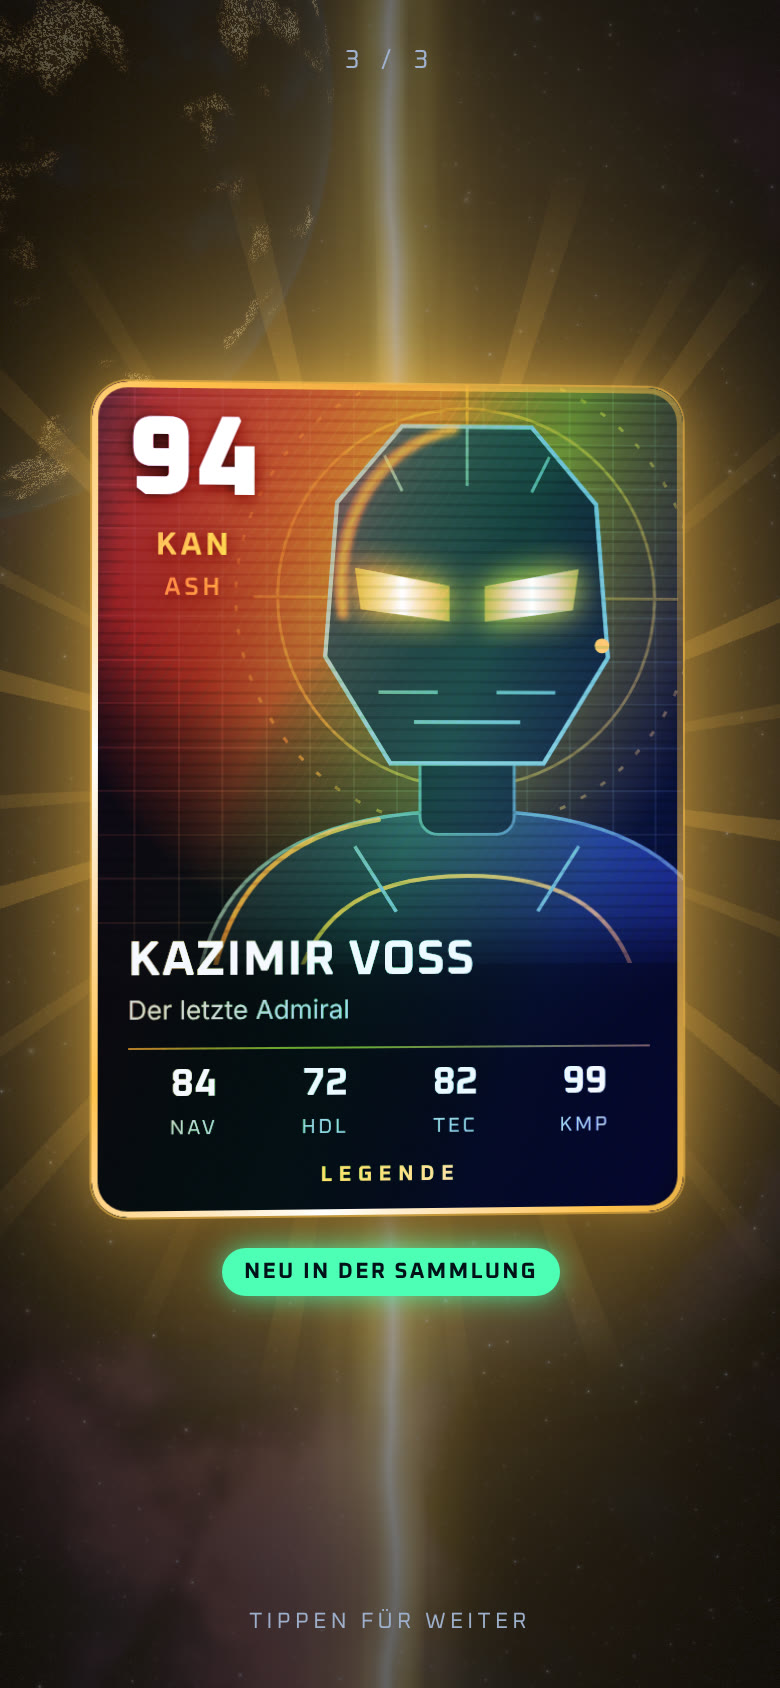 3 / 3
94
KAN
ASH
KAZIMIR VOSS
Der letzte Admiral
84 72 82 99
NAV HDL TEC KMP
LEGENDE
NEU IN DER SAMMLUNG
TIPPEN FÜR WEITER